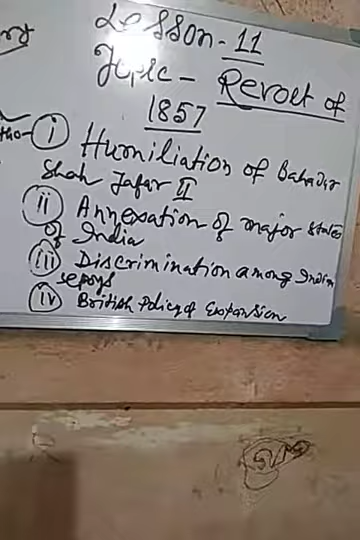 Lesson-11
Topic- Revolt of
1857
(i) Humiliation of Bahadur
Shah Jafar II
(ii) Annexation of major states
of India
(iii) Discrimination among Indian
sepoys
(iv) British Policy of Expansion